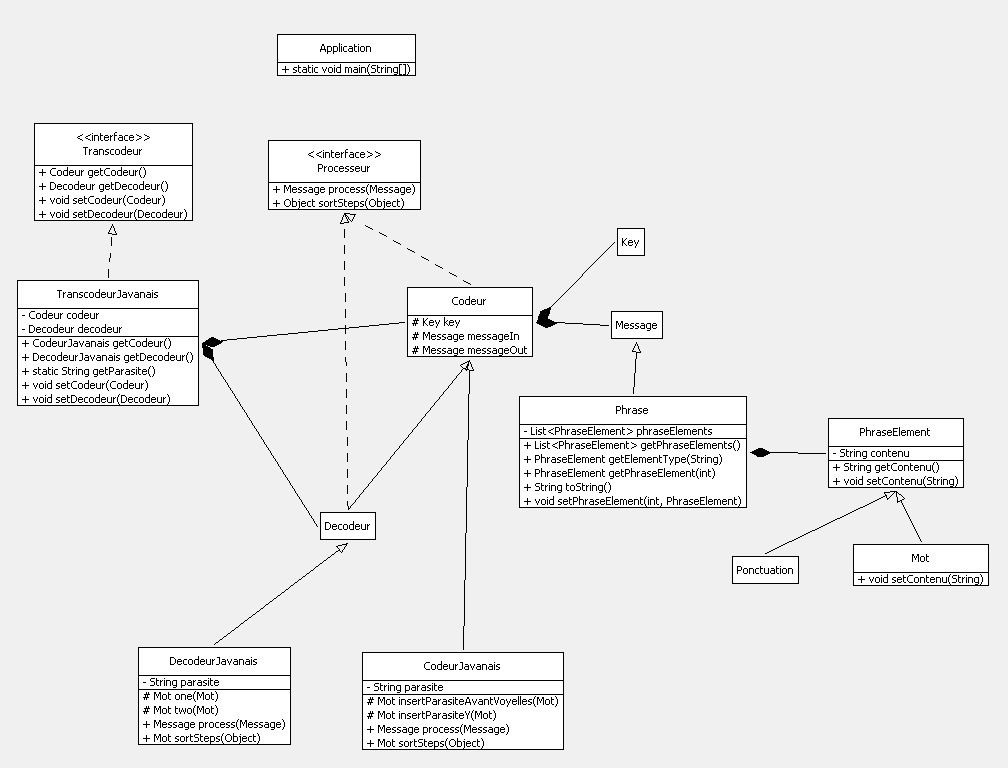 Application
+ static void main(String[])
<<interface>>
Transcodeur
+ Codeur getCodeur()
+ Decodeur getDecodeur()
+ void setCodeur(Codeur)
+ void setDecodeur(Decodeur)
<<interface>>
Processeur
+ Message process(Message)
+ Object sortSteps(Object)
Key
TranscodeurJavanais
- Codeur codeur
- Decodeur decodeur
+ CodeurJavanais getCodeur()
+ DecodeurJavanais getDecodeur()
+ static String getParasite()
+ void setCodeur(Codeur)
+ void setDecodeur(Decodeur)
Codeur
# Key key
# Message messageIn
# Message messageOut
Message
Phrase
- List<PhraseElement> phraseElements
+ List<PhraseElement> getPhraseElements()
+ PhraseElement getElementType(String)
+ PhraseElement getPhraseElement(int)
+ String toString()
+ void setPhraseElement(int, PhraseElement)
PhraseElement
- String contenu
+ String getContenu()
+ void setContenu(String)
Decodeur
Ponctuation
Mot
+ void setContenu(String)
DecodeurJavanais
- String parasite
# Mot one(Mot)
# Mot two(Mot)
+ Message process(Message)
+ Mot sortSteps(Object)
CodeurJavanais
- String parasite
# Mot insertParasiteAvantVoyelles(Mot)
# Mot insertParasiteY(Mot)
+ Message process(Message)
+ Mot sortSteps(Object)